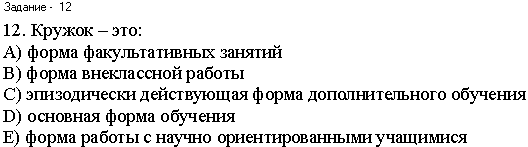 Задание - 12
12. Кружок – это:
A) форма факультативных занятий
B) форма внеклассной работы
C) эпизодически действующая форма дополнительного обучения
D) основная форма обучения
E) форма работы с научно ориентированными учащимися